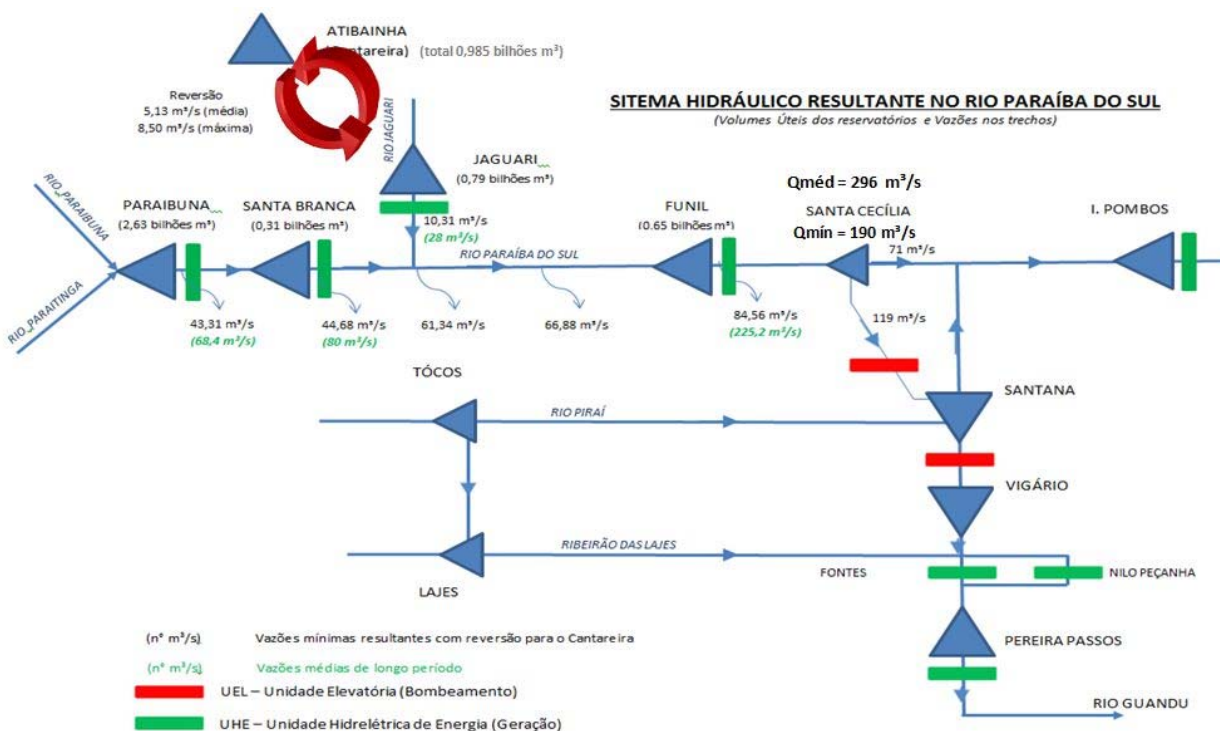 ATIBAINHA
(Cantareira) (total 0,985 bilhões m³)
Reversão
5,13 m³/s (média)
8,50 m³/s (máxima)
SITEMA HIDRÁULICO RESULTANTE NO RIO PARAÍBA DO SUL
(Volumes Úteis dos reservatórios e Vazões nos trechos)
RIO JAGUARI
JAGUARI
(0,79 bilhões m³)
10,31 m³/s
(28 m³/s)
RIO_PARAIBUNA
RIO_PARAITINGA
PARAIBUNA
(2,63 bilhões m³)
43,31 m³/s
(68,4 m³/s)
SANTA BRANCA
(0,31 bilhões m³)
44,68 m³/s
(80 m³/s)
RIO PARAÍBA DO SUL
61,34 m³/s
66,88 m³/s
FUNIL
(0.65 bilhões m³)
84,56 m³/s
(225,2 m³/s)
Qméd = 296 m³/s
SANTA CECÍLIA
Qmín = 190 m³/s
71 m³/s
119 m³/s
I. POMBOS
TÓCOS
RIO PIRAÍ
SANTANA
VIGÁRIO
RIBEIRÃO DAS LAJES
LAJES
FONTES
NILO PEÇANHA
PEREIRA PASSOS
RIO GUANDU
(n° m³/s) Vazões mínimas resultantes com reversão para o Cantareira
(n° m³/s) Vazões médias de longo período
UEL – Unidade Elevatória (Bombeamento)
UHE – Unidade Hidrelétrica de Energia (Geração)